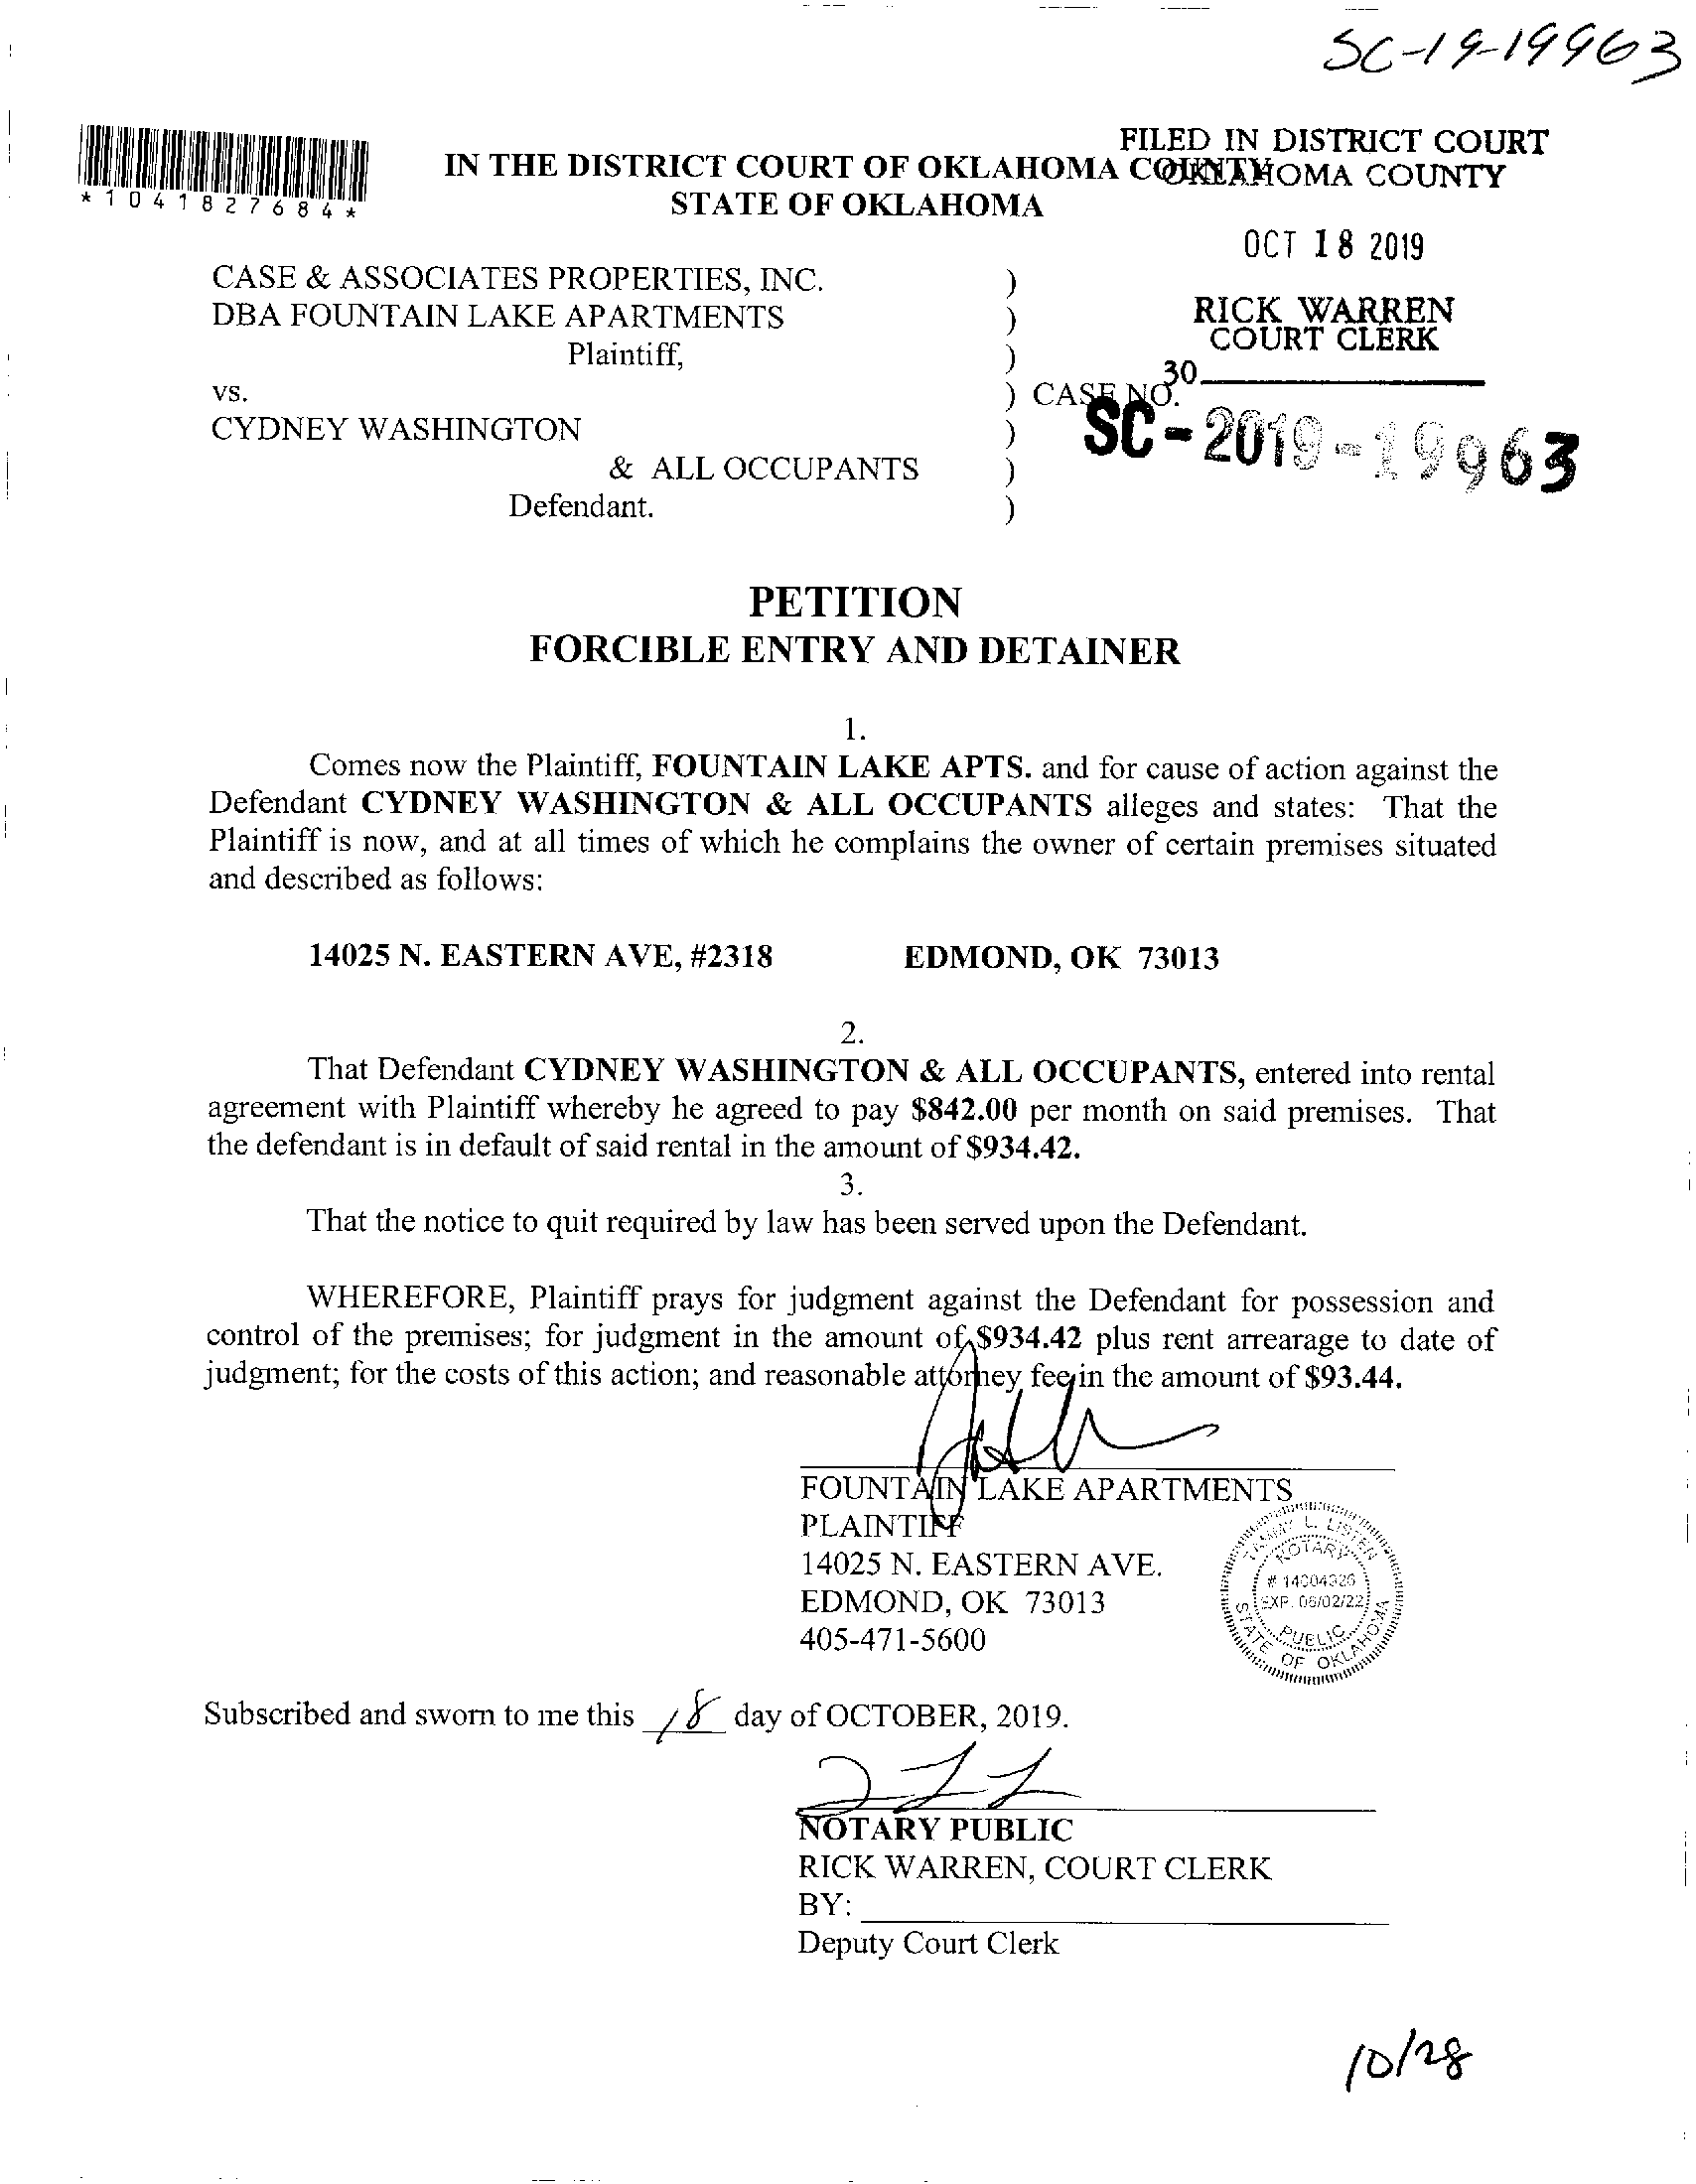 SC-19-19963
FILED IN DISTRICT COURT
OKLAHOMA COUNTY
IN THE DISTRICT COURT OF OKLAHOMA COUNTY
STATE OF OKLAHOMA
*1041827684*
OCT 18 2019
CASE & ASSOCIATES PROPERTIES, INC. )
DBA FOUNTAIN LAKE APARTMENTS )
RICK WARREN
COURT CLERK
Plaintiff, )
30
vs. ) CASE NO.
SC-2019-19963
CYDNEY WASHINGTON )
& ALL OCCUPANTS )
Defendant. )
PETITION
FORCIBLE ENTRY AND DETAINER
1.
Comes now the Plaintiff, FOUNTAIN LAKE APTS. and for cause of action against the
Defendant CYDNEY WASHINGTON & ALL OCCUPANTS alleges and states: That the
Plaintiff is now, and at all times of which he complains the owner of certain premises situated
and described as follows:
14025 N. EASTERN AVE, #2318 EDMOND, OK 73013
2.
That Defendant CYDNEY WASHINGTON & ALL OCCUPANTS, entered into rental
agreement with Plaintiff whereby he agreed to pay $842.00 per month on said premises. That
the defendant is in default of said rental in the amount of $934.42.
3.
That the notice to quit required by law has been served upon the Defendant.
WHEREFORE, Plaintiff prays for judgment against the Defendant for possession and
control of the premises; for judgment in the amount of $934.42 plus rent arrearage to date of
judgment; for the costs of this action; and reasonable attorney fee in the amount of $93.44.
FOUNTAIN LAKE APARTMENTS
PLAINTIFF
14025 N. EASTERN AVE.
EDMOND, OK 73013
405-471-5600
TAMMY L. LISTEN
NOTARY
EXP. 06/02/22
PUBLIC
STATE OF OKLAHOMA
Subscribed and sworn to me this 18 day of OCTOBER, 2019.
NOTARY PUBLIC
RICK WARREN, COURT CLERK
BY:
Deputy Court Clerk
10/28